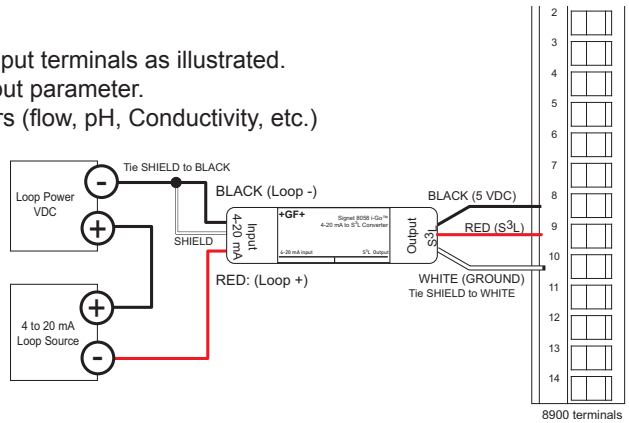 put terminals as illustrated.
out parameter.
rs (flow, pH, Conductivity, etc.)
Loop Power
VDC
4 to 20 mA
Loop Source
Tie SHIELD to BLACK
SHIELD
BLACK (Loop -)
RED: (Loop +)
Input
4-20 mA
+GF+
Signet 8058 i-Go™
4-20 mA to S³L Converter
4-20 mA input
S³L Output
Output
S³L
BLACK (5 VDC)
RED (S³L)
WHITE (GROUND)
Tie SHIELD to WHITE
2
3
4
5
6
7
8
9
10
11
12
13
14
8900 terminals